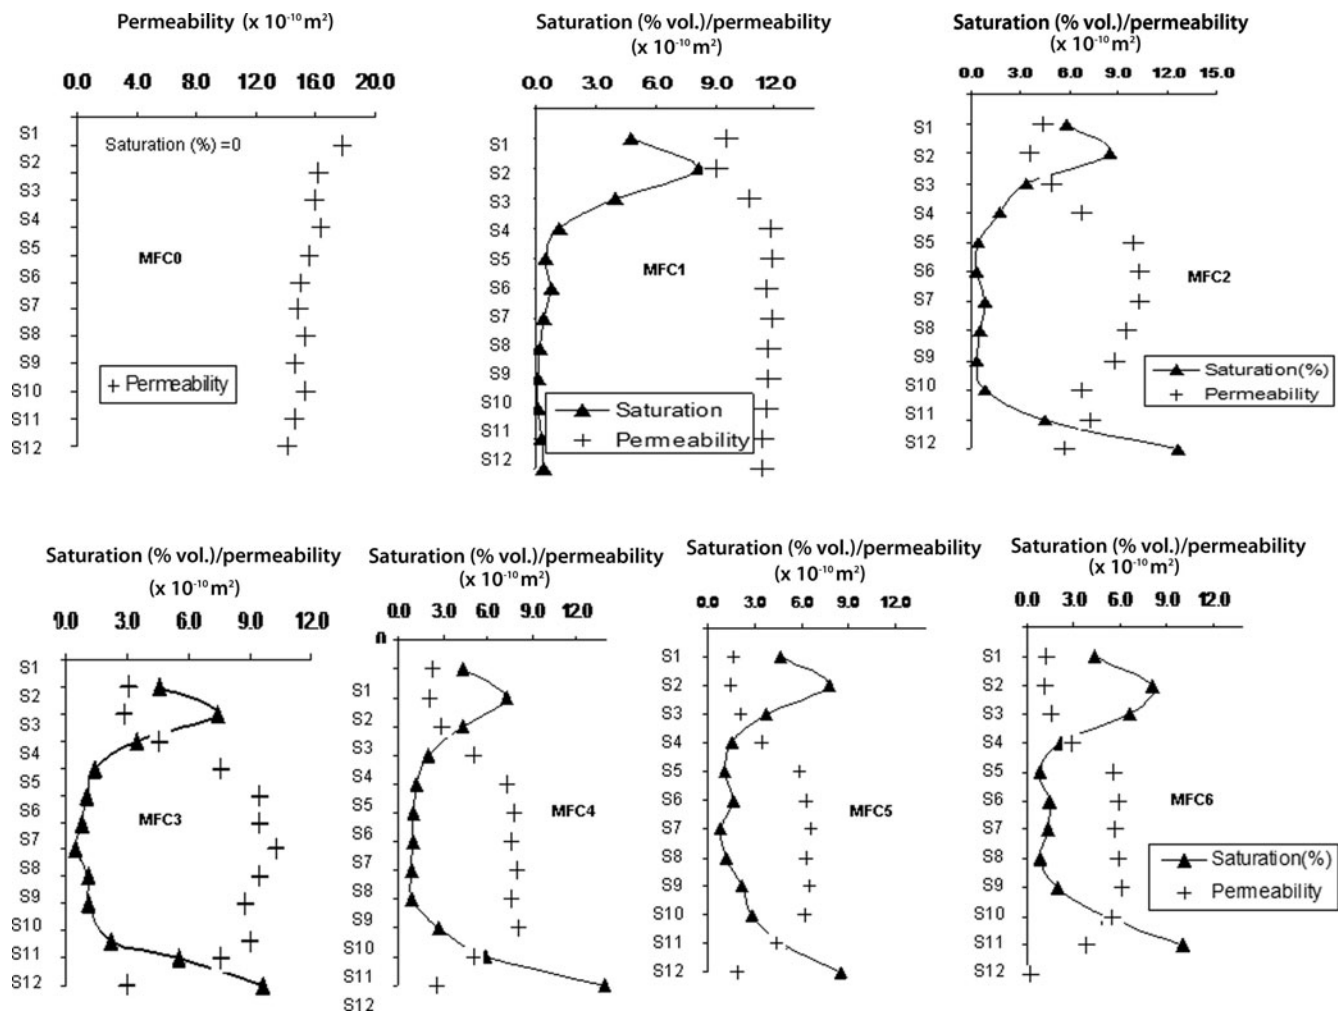 Permeability (x 10⁻¹⁰ m²)
0.0 4.0 8.0 12.0 16.0 20.0
S1
S2
S3
S4
S5
S6
S7
S8
S9
S10
S11
S12
Saturation (%) =0
MFC0
Permeability
Saturation (% vol.)/permeability
(x 10⁻¹⁰ m²)
0.0 3.0 6.0 9.0 12.0
S1
S2
S3
S4
S5
S6
S7
S8
S9
S10
S11
S12
MFC1
Saturation
Permeability
Saturation (% vol.)/permeability
(x 10⁻¹⁰ m²)
0.0 3.0 6.0 9.0 12.0 15.0
S1
S2
S3
S4
S5
S6
S7
S8
S9
S10
S11
S12
MFC2
Saturation(%)
Permeability
Saturation (% vol.)/permeability
(x 10⁻¹⁰ m²)
0.0 3.0 6.0 9.0 12.0
S1
S2
S3
S4
S5
S6
S7
S8
S9
S10
S11
S12
MFC3
Saturation (% vol.)/permeability
(x 10⁻¹⁰ m²)
0.0 3.0 6.0 9.0 12.0
0
S1
S2
S3
S4
S5
S6
S7
S8
S9
S10
S11
S12
MFC4
Saturation (% vol.)/permeability
(x 10⁻¹⁰ m²)
0.0 3.0 6.0 9.0 12.0
S1
S2
S3
S4
S5
S6
S7
S8
S9
S10
S11
S12
MFC5
Saturation (% vol.)/permeability
(x 10⁻¹⁰ m²)
0.0 3.0 6.0 9.0 12.0
S1
S2
S3
S4
S5
S6
S7
S8
S9
S10
S11
S12
MFC6
Saturation(%)
Permeability